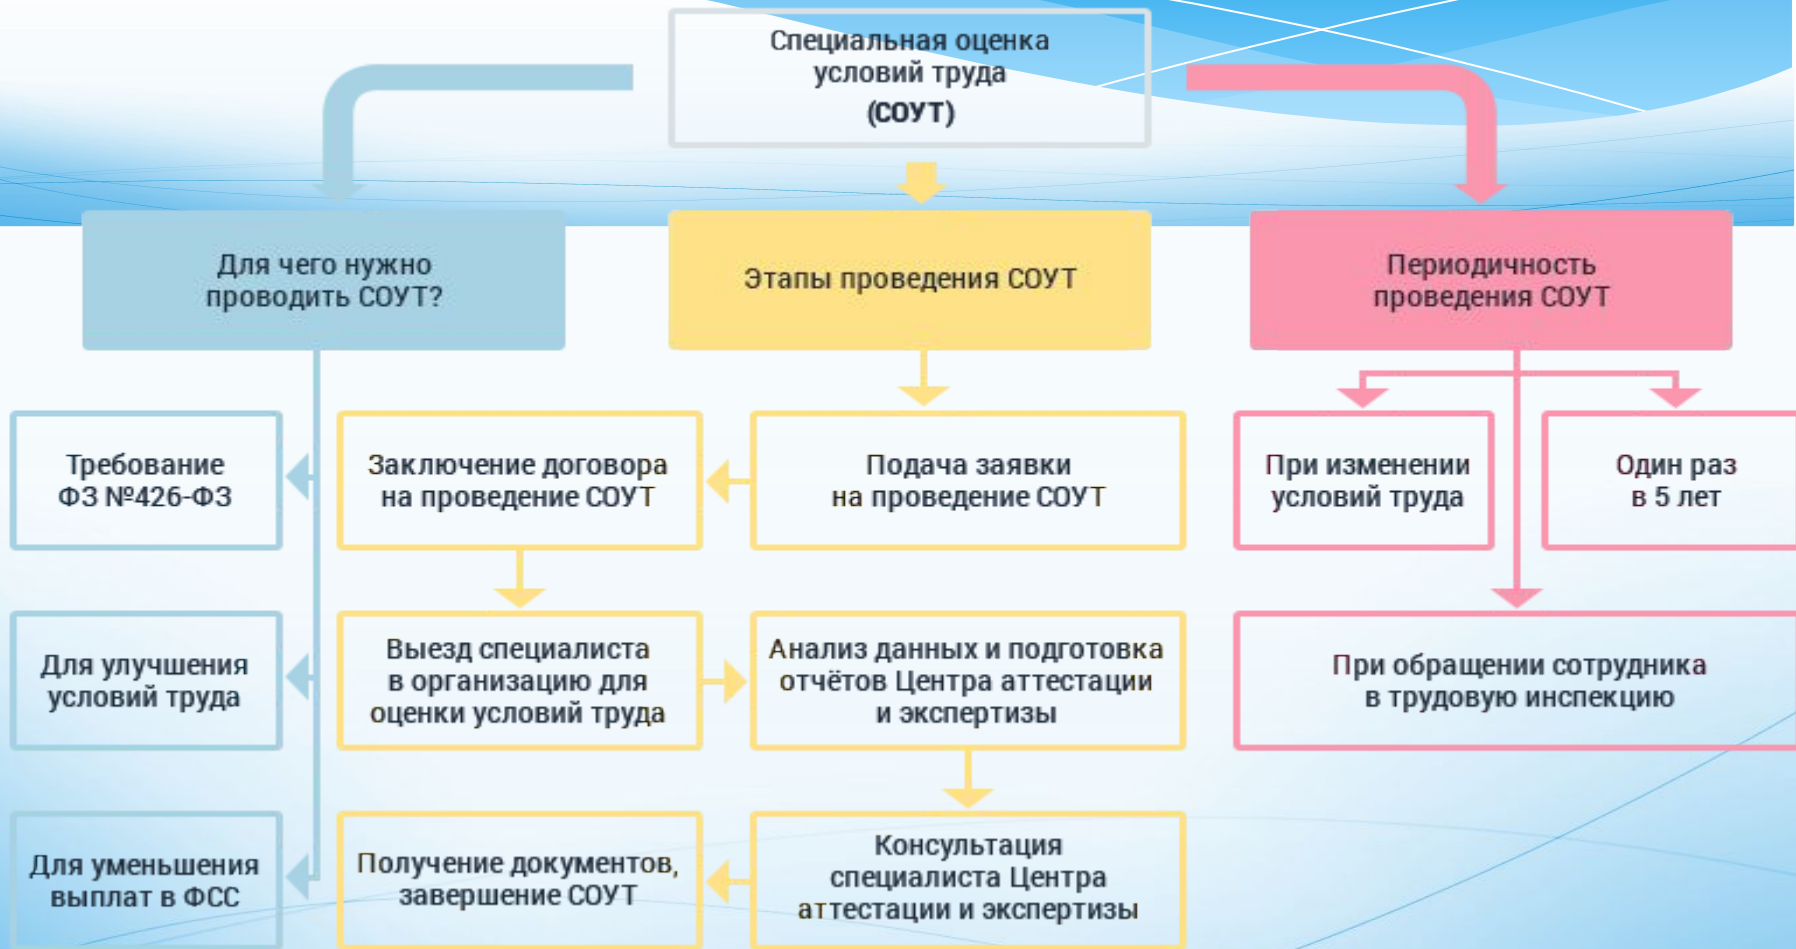 Специальная оценка
условий труда
(СОУТ)
Для чего нужно
проводить СОУТ?
Требование
ФЗ №426-ФЗ
Для улучшения
условий труда
Для уменьшения
выплат в ФСС
Этапы проведения СОУТ
Подача заявки
на проведение СОУТ
Заключение договора
на проведение СОУТ
Выезд специалиста
в организацию для
оценки условий труда
Анализ данных и подготовка
отчётов Центра аттестации
и экспертизы
Консультация
специалиста Центра
аттестации и экспертизы
Получение документов,
завершение СОУТ
Периодичность
проведения СОУТ
При изменении
условий труда
Один раз
в 5 лет
При обращении сотрудника
в трудовую инспекцию